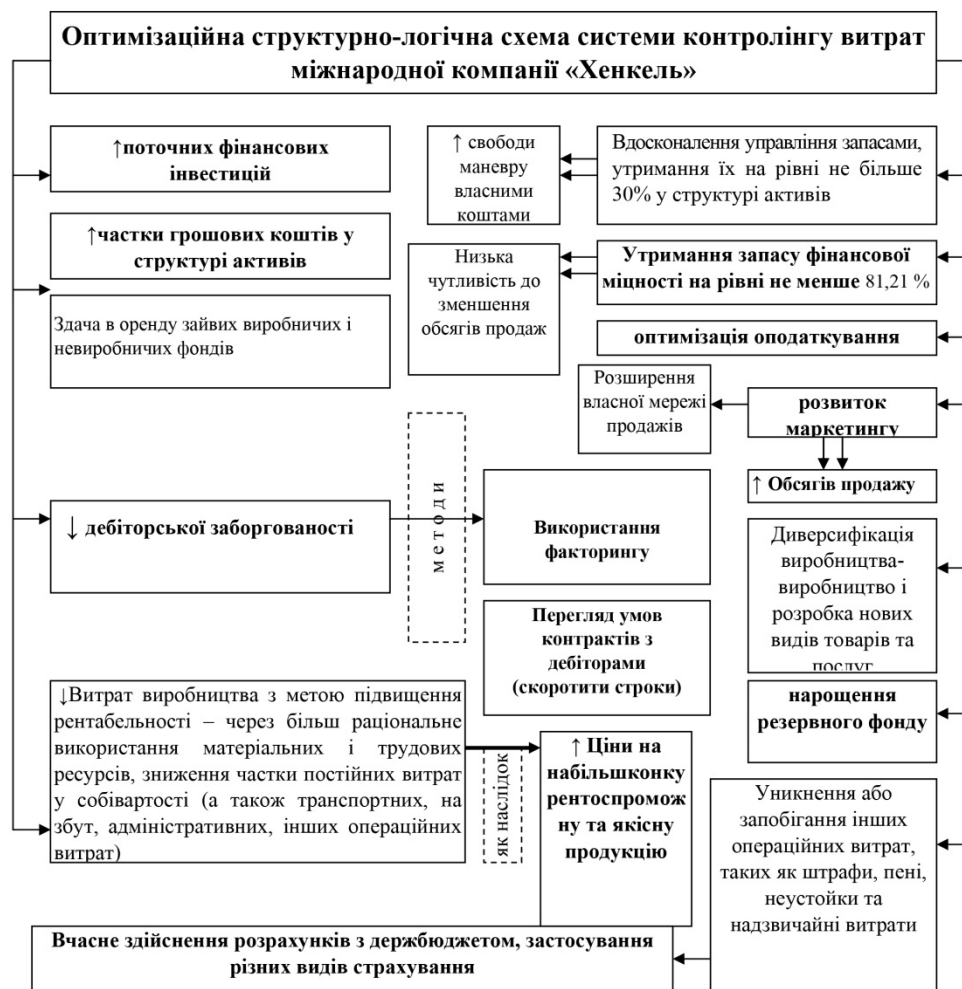 Оптимізаційна структурно-логічна схема системи контролінгу витрат
міжнародної компанії «Хенкель»
↑поточних фінансових
інвестицій
↑ свободи
маневру
власними
коштами
Вдосконалення управління запасами,
утримання їх на рівні не більше
30% у структурі активів
↑частки грошових коштів у
структурі активів
Низька
чутливість до
зменшення
обсягів продаж
Утримання запасу фінансової
міцності на рівні не менше 81,21 %
Здача в оренду зайвих виробничих і
невиробничих фондів
оптимізація оподаткування
Розширення
власної мережі
продажів
розвиток
маркетингу
↑ Обсягів продажу
↓ дебіторської заборгованості
методи
Використання
факторингу
Диверсифікація
виробництва-
виробництво і
розробка нових
видів товарів та
послуг
Перегляд умов
контрактів з
дебіторами
(скоротити строки)
↓Витрат виробництва з метою підвищення
рентабельності – через більш раціональне
використання матеріальних і трудових
ресурсів, зниження частки постійних витрат
у собівартості (а також транспортних, на
збут, адміністративних, інших операційних
витрат)
як наслідок
↑ Ціни на
набільшконку
рентоспромож
ну та якісну
продукцію
нарощення
резервного фонду
Уникнення або
запобігання інших
операційних витрат,
таких як штрафи, пені,
неустойки та
надзвичайні витрати
Вчасне здійснення розрахунків з держбюджетом, застосування
різних видів страхування